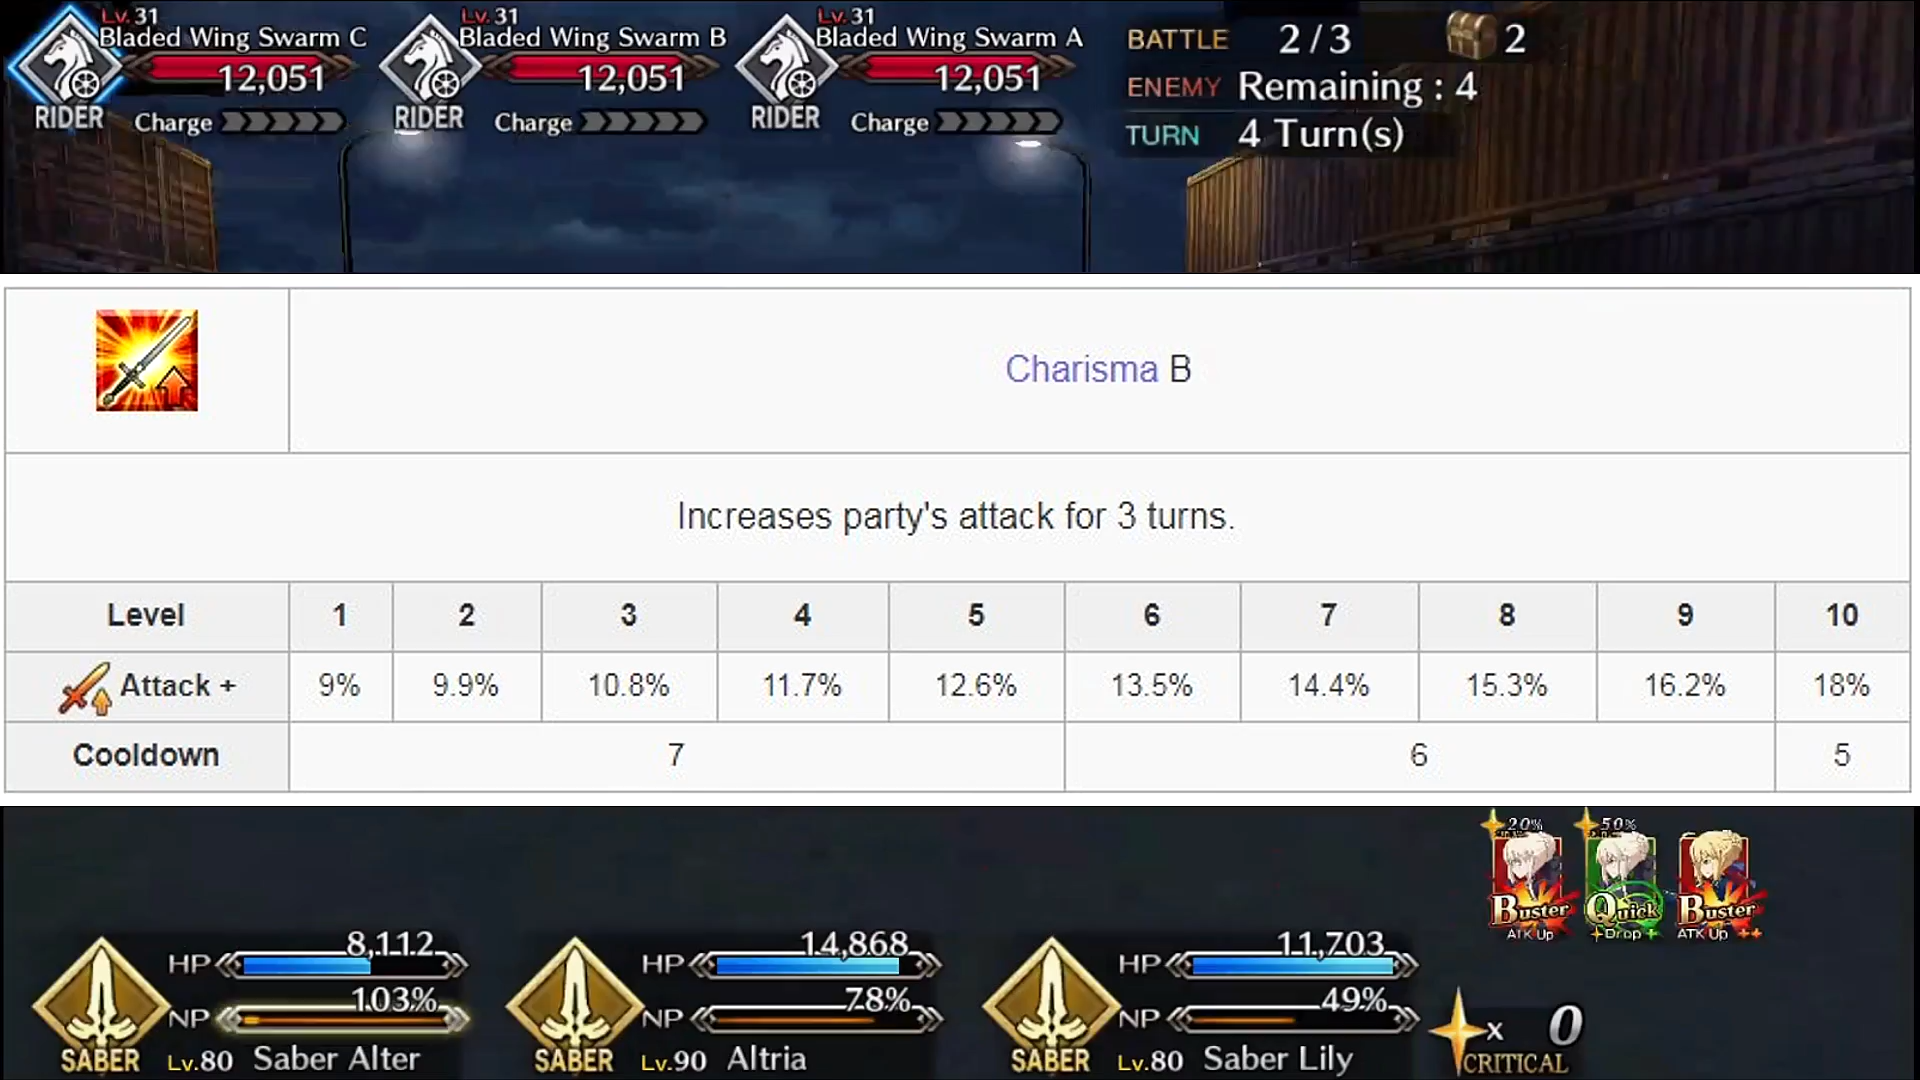 Lv.31
Bladed Wing Swarm C
12,051
RIDER
Charge
Lv.31
Bladed Wing Swarm B
12,051
RIDER
Charge
Lv.31
Bladed Wing Swarm A
12,051
RIDER
Charge
BATTLE 2/3 2
ENEMY Remaining : 4
TURN 4 Turn(s)
Charisma B
Increases party's attack for 3 turns.
Level 1 2 3 4 5 6 7 8 9 10
Attack + 9% 9.9% 10.8% 11.7% 12.6% 13.5% 14.4% 15.3% 16.2% 18%
Cooldown 7 6 5
20%
Buster
ATK Up
50%
Quick
Drop +
Buster
ATK Up ++
HP 8,112
NP 103%
SABER Lv.80 Saber Alter
HP 14,868
NP 78%
SABER Lv.90 Altria
HP 11,703
NP 49%
SABER Lv.80 Saber Lily
x 0
CRITICAL